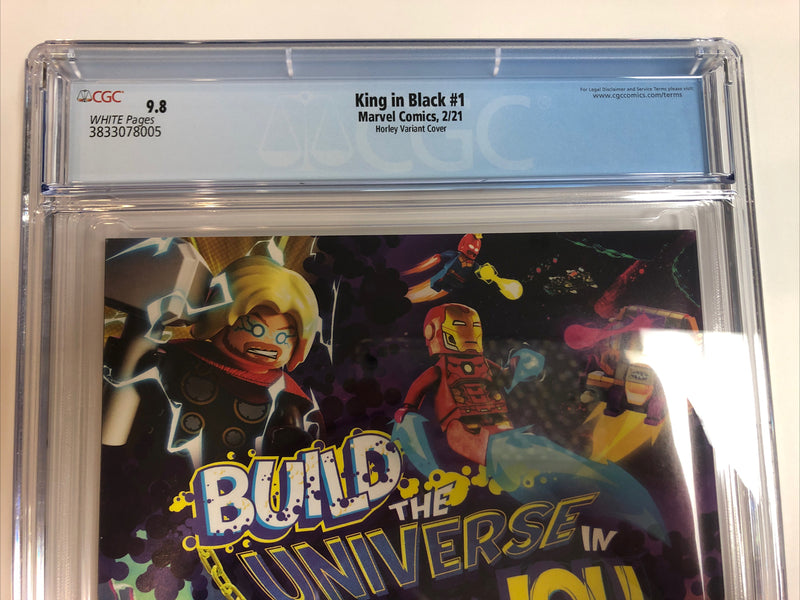 CGC
9.8
WHITE Pages
3833078005
King in Black #1
Marvel Comics, 2/21
Horley Variant Cover
For Legal Disclaimer and Service Terms please visit:
www.cgccomics.com/terms
CGC
BUILD
THE
UNIVERSE IN
YOU